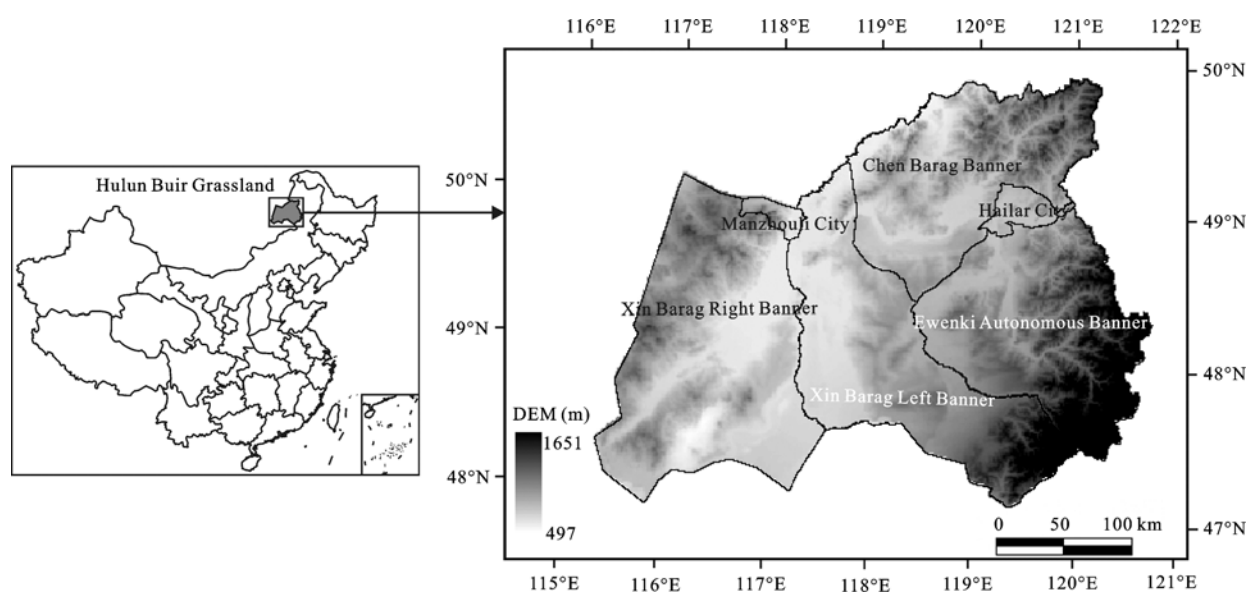 116°E 117°E 118°E 119°E 120°E 121°E 122°E
50°N
Chen Barag Banner
Hulun Buir Grassland
50°N
Hailar City
49°N
Manzhouli City
Xin Barag Right Banner
49°N
Ewenki Autonomous Banner
48°N
Xin Barag Left Banner
DEM (m)
1651
48°N
497
0 50 100 km
47°N
115°E 116°E 117°E 118°E 119°E 120°E 121°E